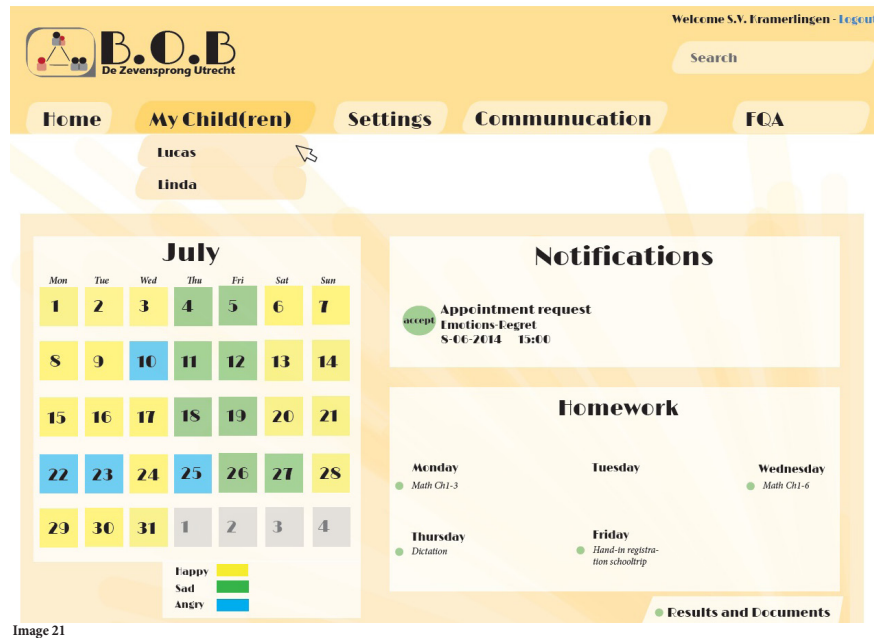 Welcome S.V. Kramerlingen - Logout
B.O.B
De Zevensprong Utrecht
Search
Home My Child(ren) Settings Communucation FQA
Lucas
Linda
July
Mon Tue Wed Thu Fri Sat Sun
1 2 3 4 5 6 7
8 9 10 11 12 13 14
15 16 17 18 19 20 21
22 23 24 25 26 27 28
29 30 31 1 2 3 4
Happy
Sad
Angry
Notifications
accept
Appointment request
Emotions-Regret
8-06-2014 15:00
Homework
Monday Tuesday Wednesday
Math Ch1-3 Math Ch1-6
Thursday Friday
Dictation Hand-in registra-
tion schooltrip
Results and Documents
Image 21